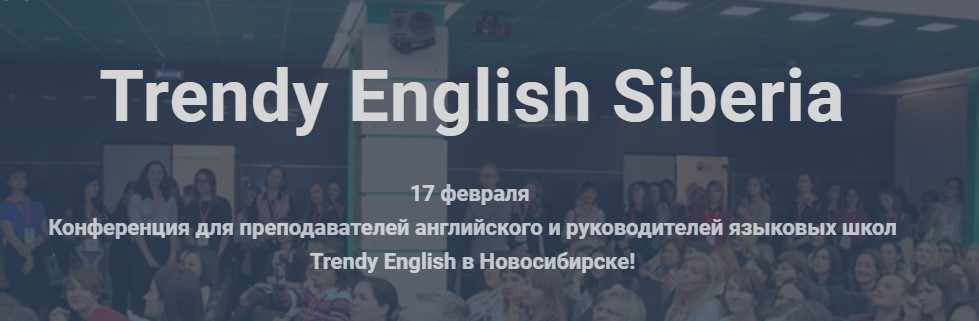 Trendy English Siberia
17 февраля
Конференция для преподавателей английского и руководителей языковых школ
Trendy English в Новосибирске!